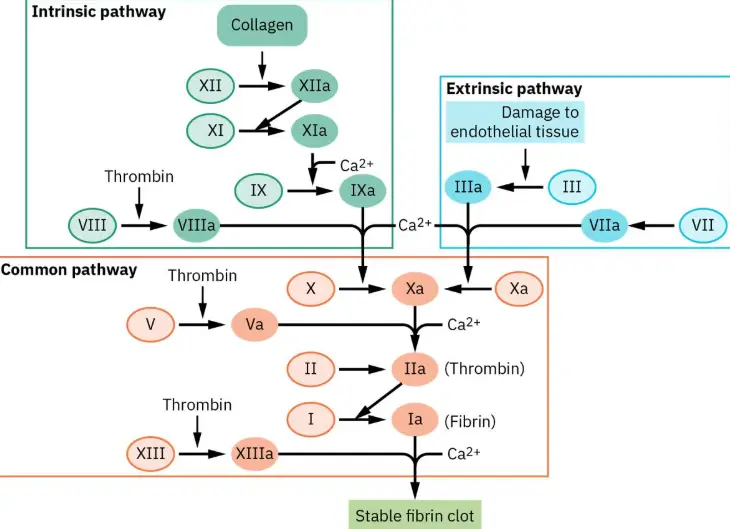 Intrinsic pathway
Collagen
XII
XIIa
XI
XIa
Ca²⁺
Thrombin
IX
IXa
VIII
VIIIa
Ca²⁺
Extrinsic pathway
Damage to
endothelial tissue
IIIa
III
VIIa
VII
Common pathway
Thrombin
X
Xa
Xa
V
Va
Ca²⁺
II
IIa
(Thrombin)
Thrombin
I
Ia
(Fibrin)
XIII
XIIIa
Ca²⁺
Stable fibrin clot